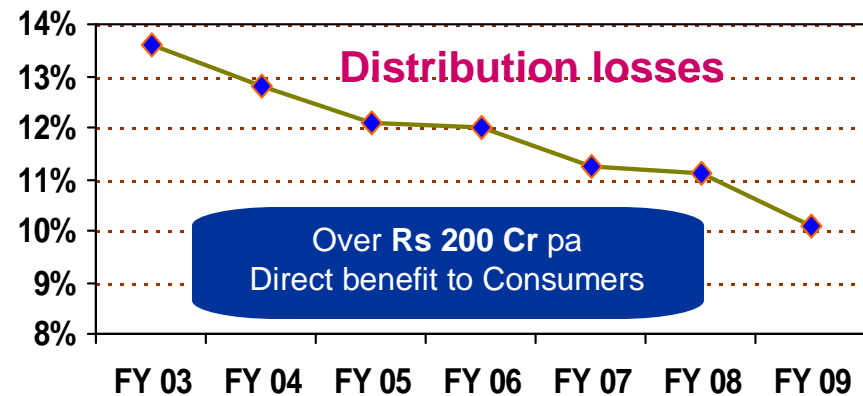 Distribution losses
14%
13%
12%
11%
10%
9%
8%
Over Rs 200 Cr pa
Direct benefit to Consumers
FY 03 FY 04 FY 05 FY 06 FY 07 FY 08 FY 09